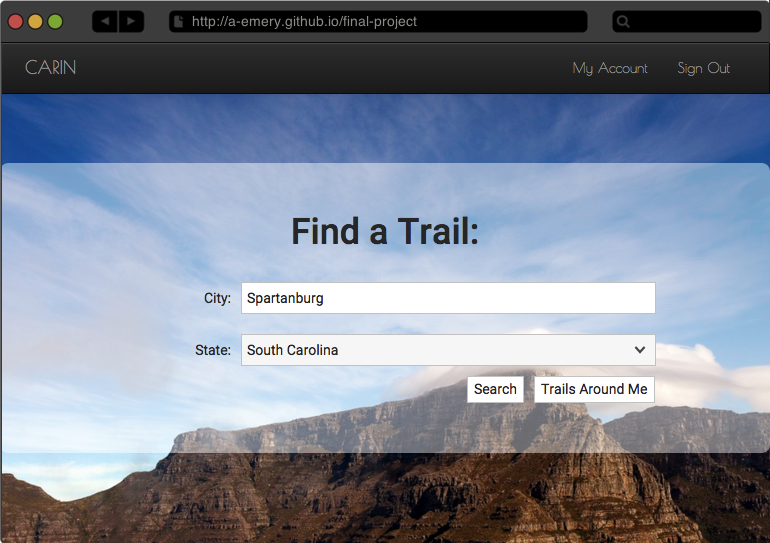 http://a-emery.github.io/final-project
CARIN
My Account
Sign Out
Find a Trail:
City: Spartanburg
State: South Carolina
Search
Trails Around Me